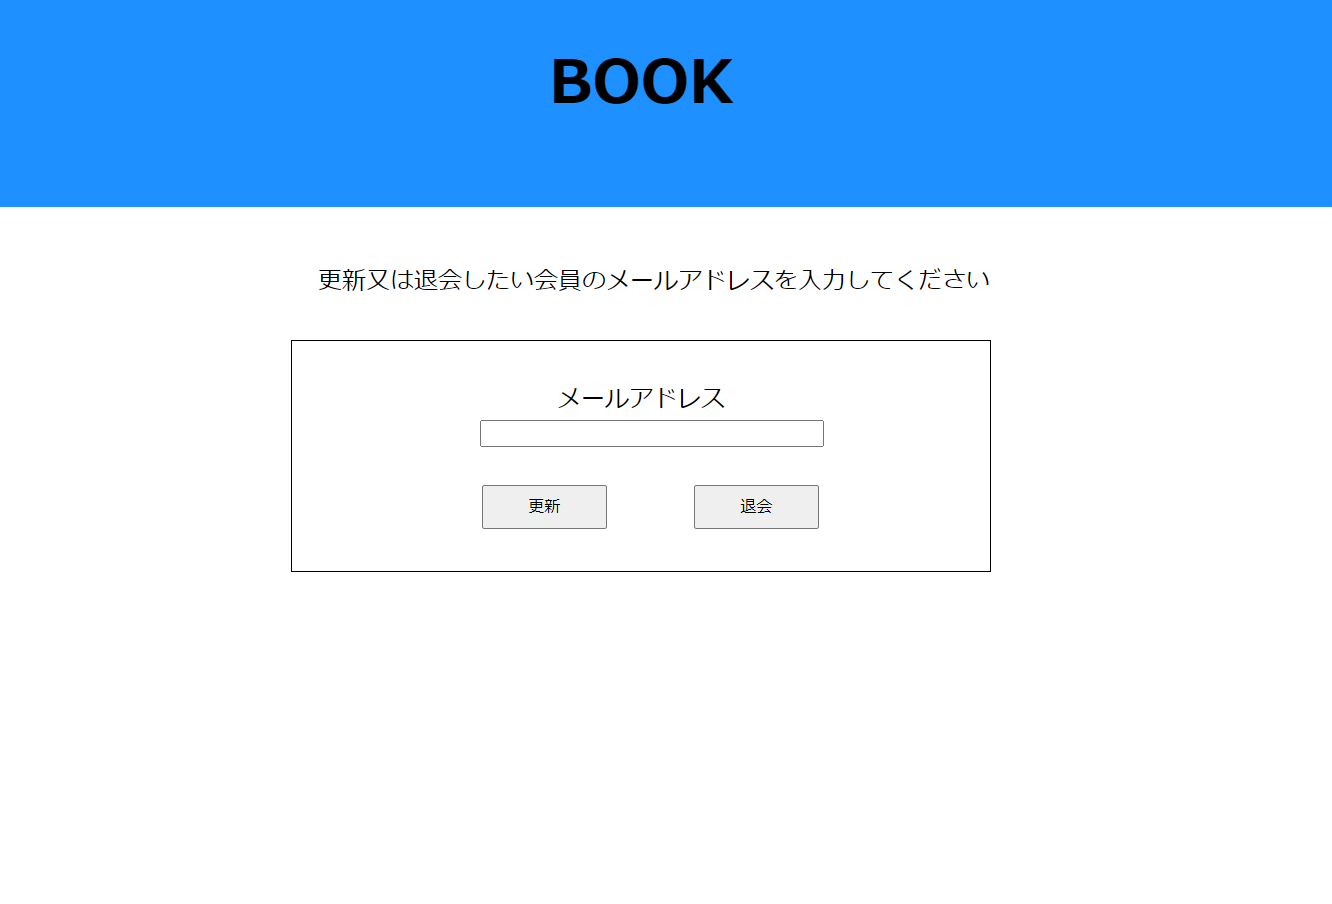 BOOK
更新又は退会したい会員のメールアドレスを入力してください
メールアドレス
更新
退会